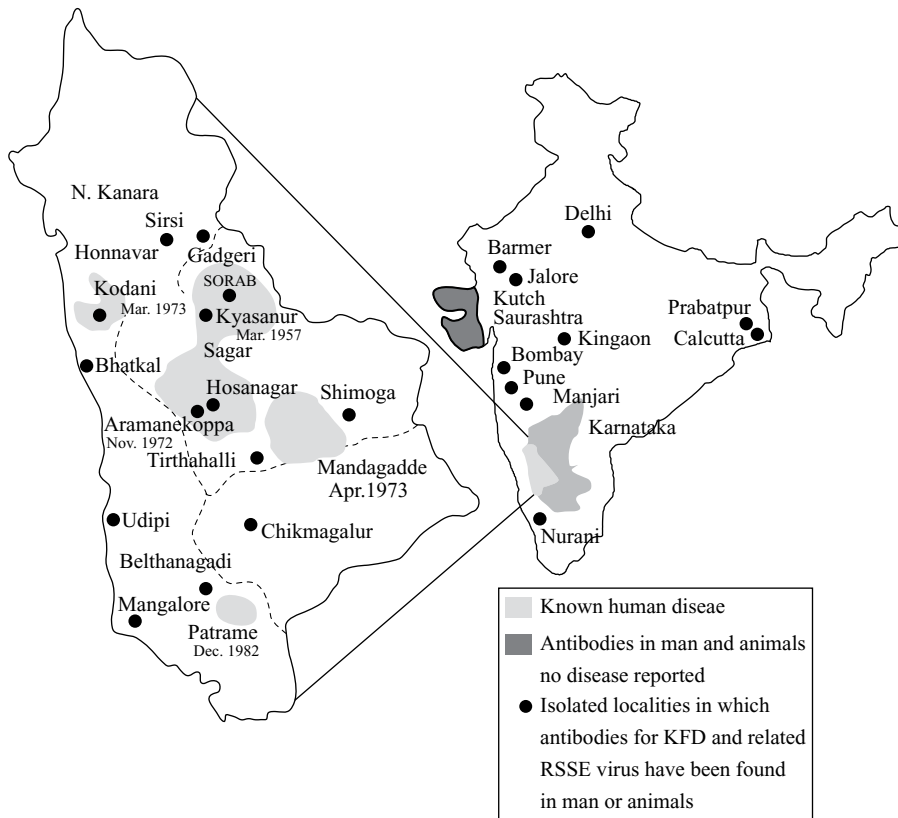 N. Kanara
Sirsi
Honnavar
Gadgeri
SORAB
Kodani
Mar. 1973
Kyasanur
Mar. 1957
Sagar
Bhatkal
Hosanagar
Shimoga
Aramanekoppa
Nov. 1972
Tirthahalli
Mandagadde
Apr.1973
Udipi
Chikmagalur
Belthanagadi
Mangalore
Patrame
Dec. 1982
Delhi
Barmer
Jalore
Kutch
Saurashtra
Prabatpur
Calcutta
Kingaon
Bombay
Pune
Manjari
Karnataka
Nurani
Known human diseae
Antibodies in man and animals
no disease reported
Isolated localities in which
antibodies for KFD and related
RSSE virus have been found
in man or animals